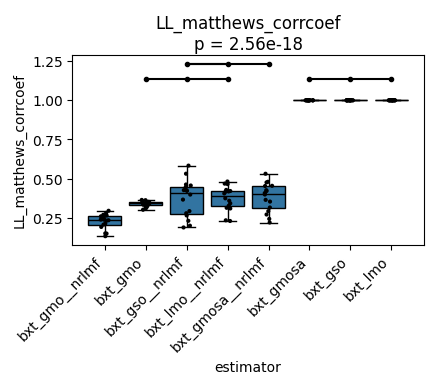 LL_matthews_corrcoef
p = 2.56e-18
LL_matthews_corrcoef
1.25
1.00
0.75
0.50
0.25
bxt_gmo__nrlmf
bxt_gmo
bxt_gso__nrlmf
bxt_lmo__nrlmf
bxt_gmosa__nrlmf
bxt_gmosa
bxt_gso
bxt_lmo
estimator